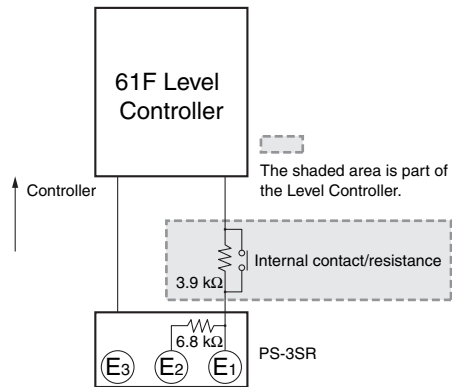 61F Level
Controller
The shaded area is part of
the Level Controller.
Controller
Internal contact/resistance
3.9 kΩ
6.8 kΩ
E3
E2
E1
PS-3SR